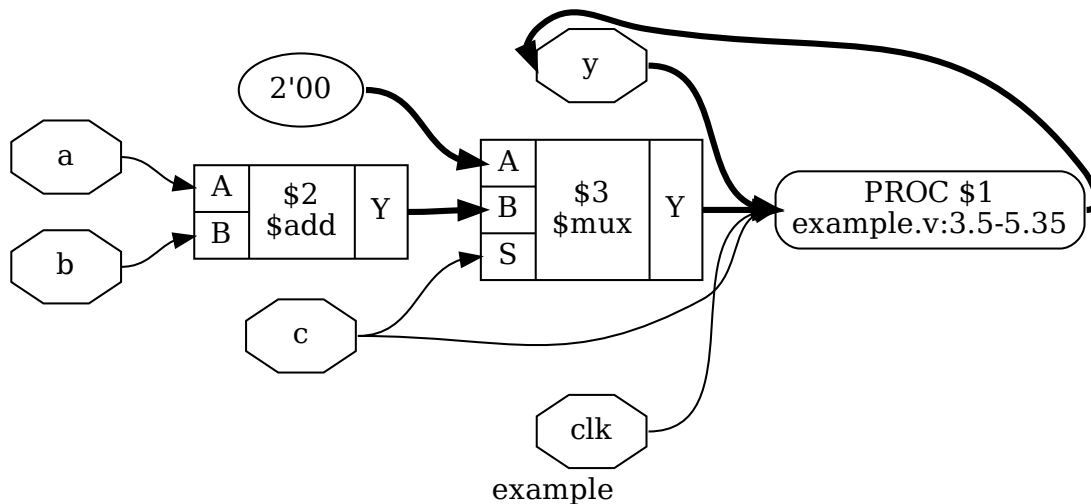 a
b
2'00
A
B
$2
$add
Y
c
A
B
S
$3
$mux
Y
y
clk
PROC $1
example.v:3.5-5.35
example